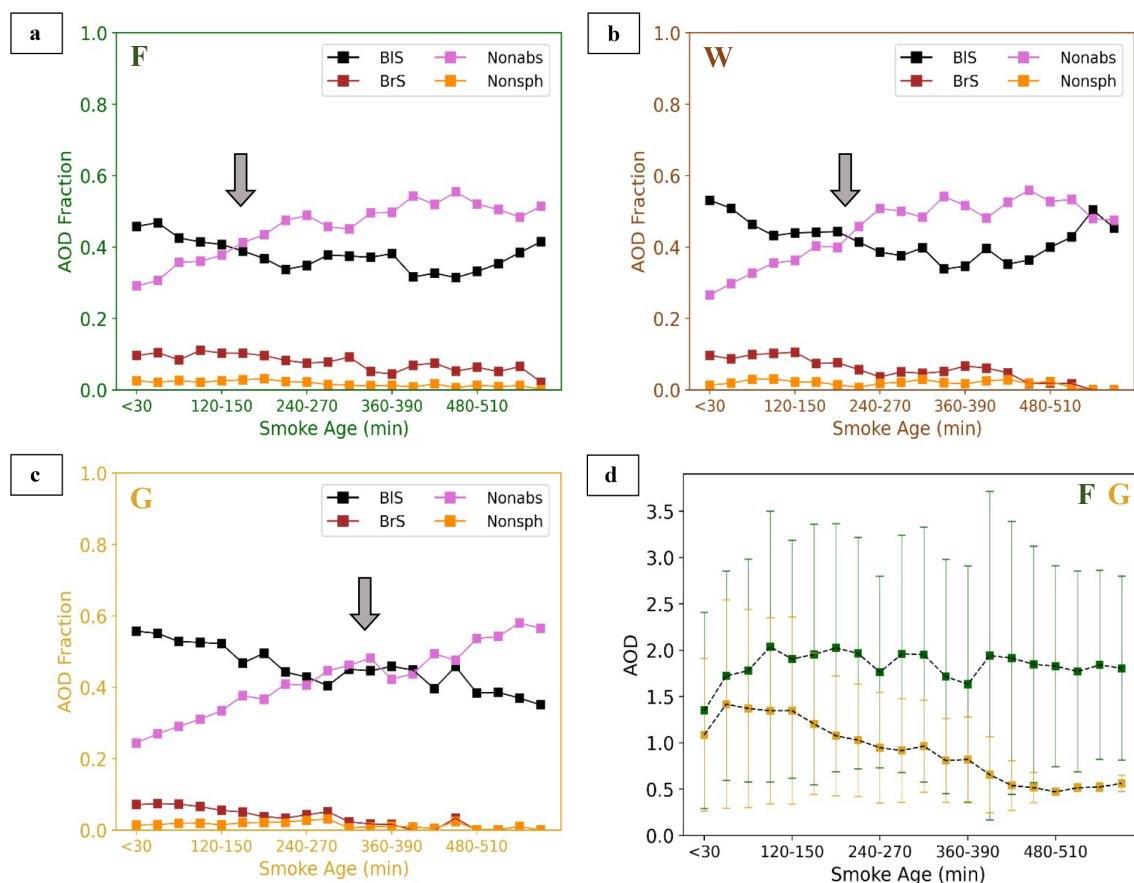 a
F
BlS
Nonabs
BrS
Nonsph
1.0
0.8
0.6
0.4
0.2
0.0
AOD Fraction
<30
120-150
240-270
360-390
480-510
Smoke Age (min)
b
W
BlS
Nonabs
BrS
Nonsph
1.0
0.8
0.6
0.4
0.2
0.0
AOD Fraction
<30
120-150
240-270
360-390
480-510
Smoke Age (min)
c
G
BlS
Nonabs
BrS
Nonsph
1.0
0.8
0.6
0.4
0.2
0.0
AOD Fraction
<30
120-150
240-270
360-390
480-510
Smoke Age (min)
d
F G
3.5
3.0
2.5
2.0
1.5
1.0
0.5
0.0
AOD
<30
120-150
240-270
360-390
480-510
Smoke Age (min)